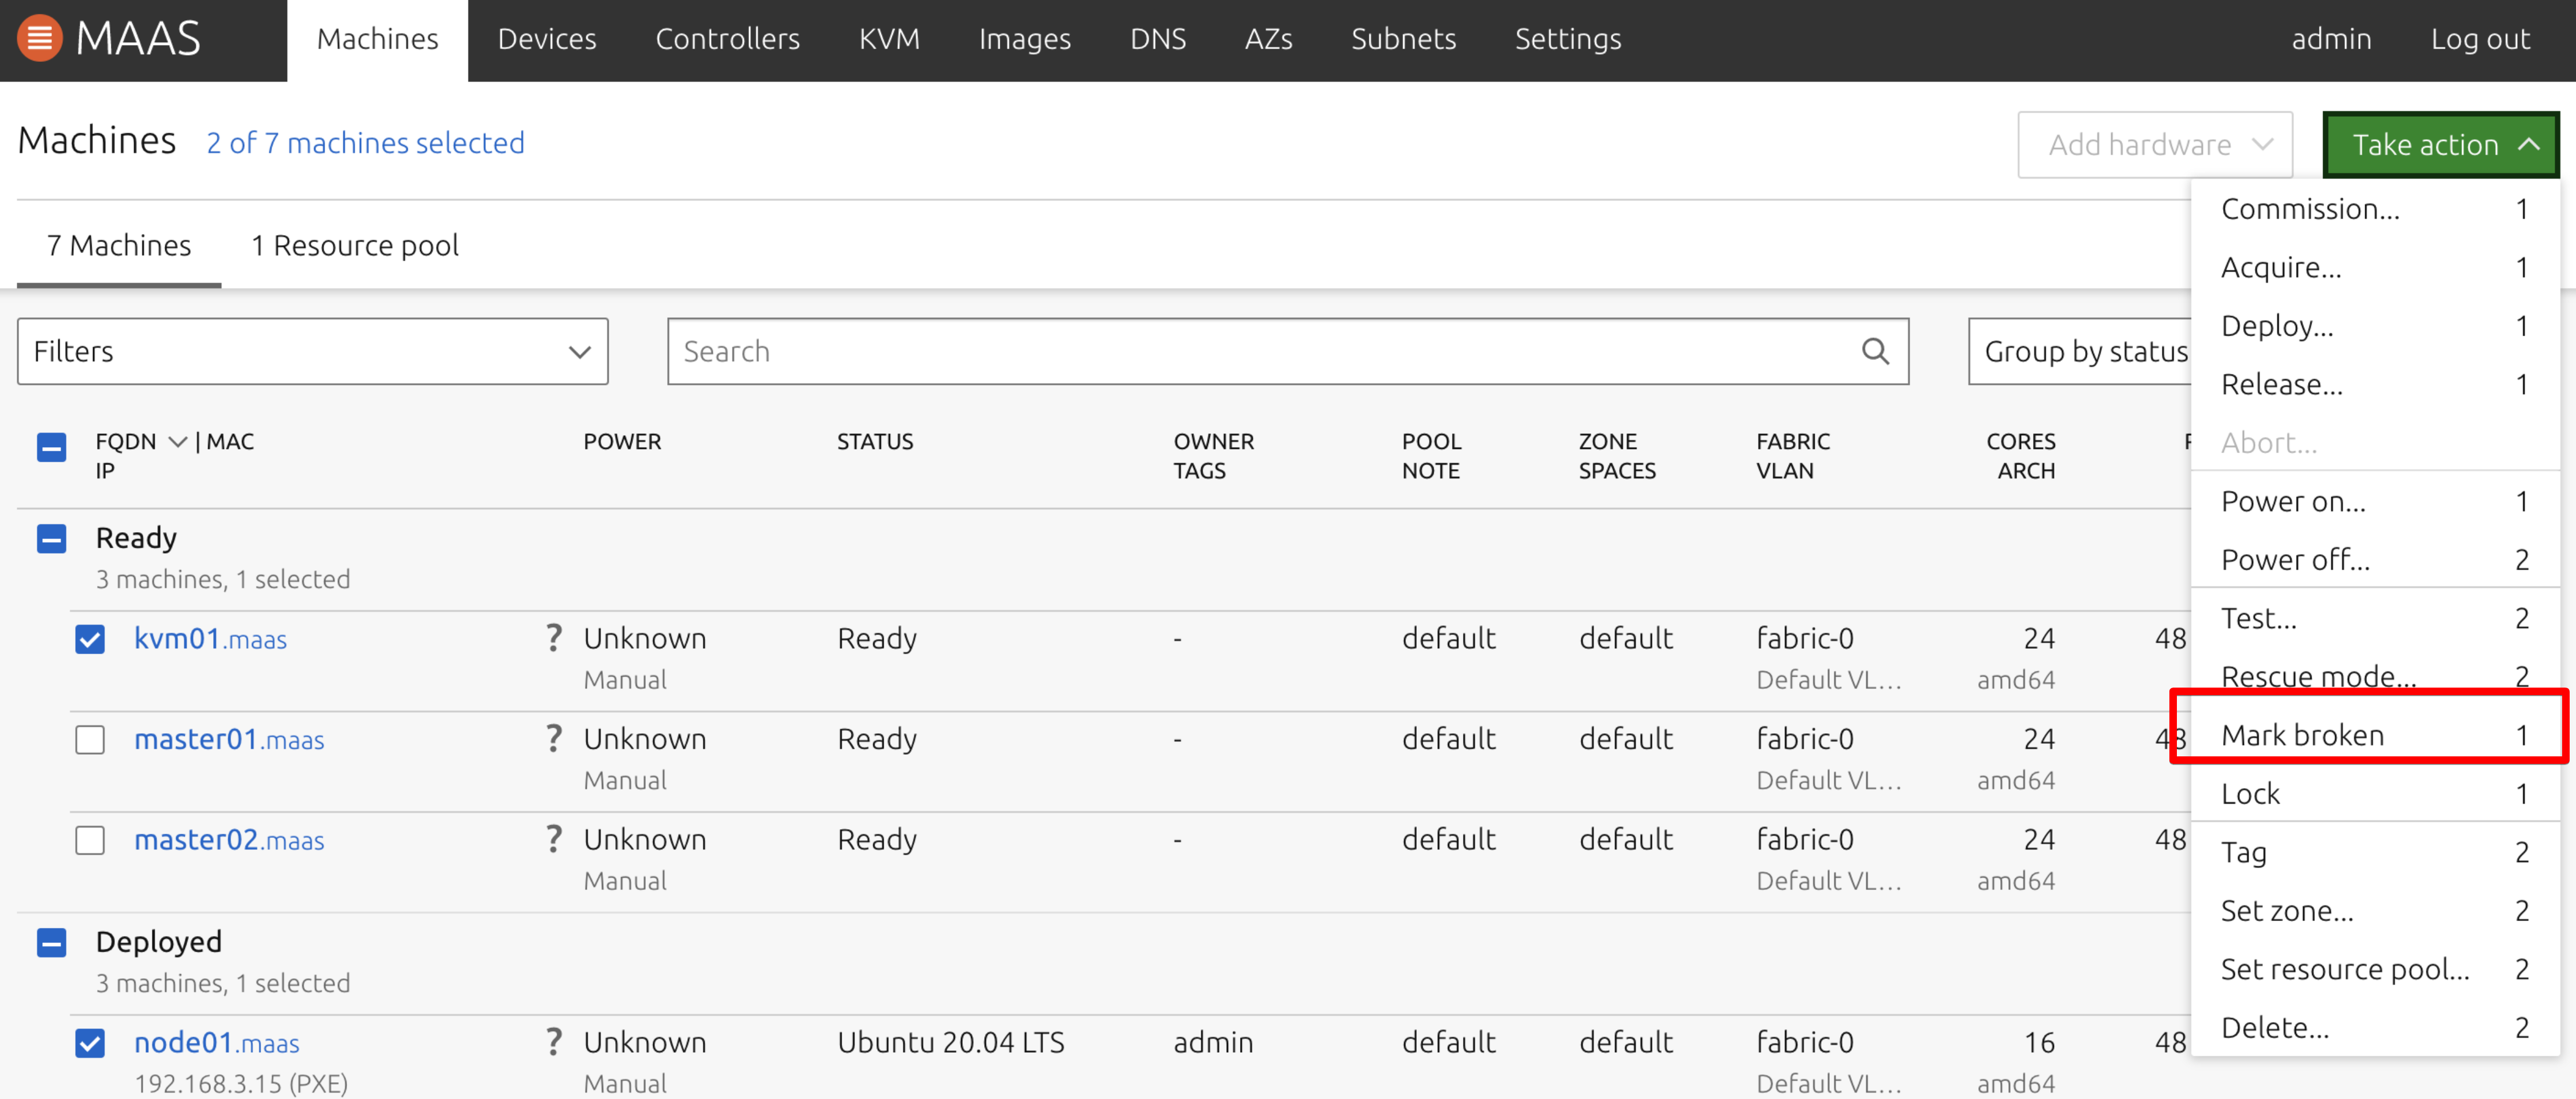 MAAS Machines Devices Controllers KVM Images DNS AZs Subnets Settings admin Log out
Machines 2 of 7 machines selected Add hardware Take action
7 Machines 1 Resource pool
Filters Search Group by status
FQDN | MAC POWER STATUS OWNER POOL ZONE FABRIC CORES
IP TAGS NOTE SPACES VLAN ARCH
Ready
3 machines, 1 selected
kvm01.maas ? Unknown Ready - default default fabric-0 24 48
Manual Default VL... amd64
master01.maas ? Unknown Ready - default default fabric-0 24 48
Manual Default VL... amd64
master02.maas ? Unknown Ready - default default fabric-0 24 48
Manual Default VL... amd64
Deployed
3 machines, 1 selected
node01.maas ? Unknown Ubuntu 20.04 LTS admin default default fabric-0 16 48
192.168.3.15 (PXE) Manual Default VL... amd64
Commission... 1
Acquire... 1
Deploy... 1
Release... 1
Abort...
Power on... 1
Power off... 2
Test... 2
Rescue mode... 2
Mark broken 1
Lock 1
Tag 2
Set zone... 2
Set resource pool... 2
Delete... 2